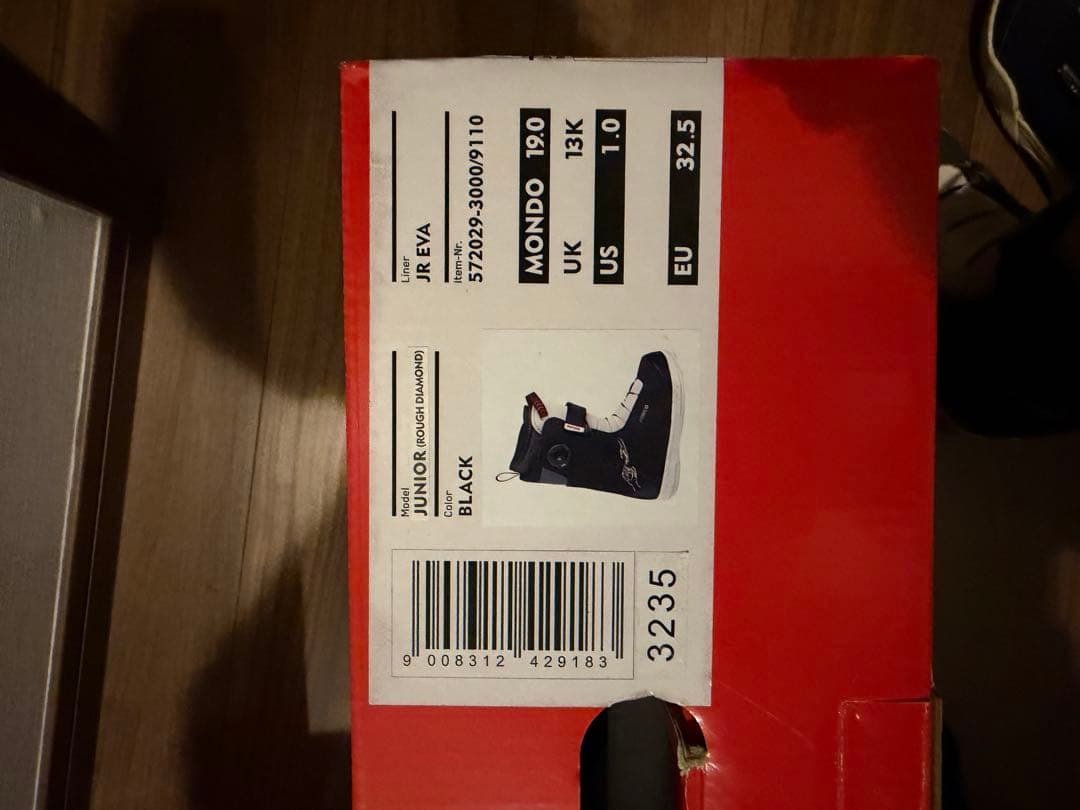 Model
JUNIOR (ROUGH DIAMOND)
Color
BLACK
Liner
JR EVA
Item-Nr.
572029-3000/9110
MONDO 19.0
UK 13K
US 1.0
EU 32.5
9 008312 429183
3235